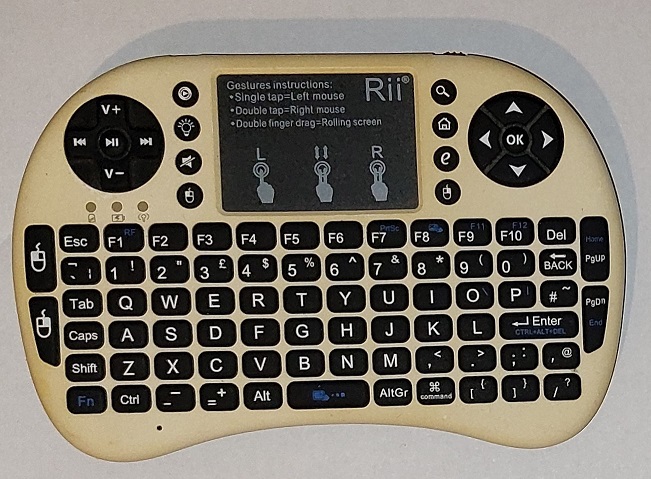 Gestures instructions:
•Single tap=Left mouse
•Double tap=Right mouse
•Double finger drag=Rolling screen
Rii®
L R
V+
V−
OK
e
RF PrtSc F11 F12
Esc F1 F2 F3 F4 F5 F6 F7 F8 F9 F10 Del
Home
PgUp
1 ! 2 " 3 £ 4 $ 5 % 6 ^ 7 & 8 * 9 ( 0 ) BACK
Tab Q W E R T Y U I O P # ~
PgDn
End
Caps A S D F G H J K L Enter
CTRL+ALT+DEL
Shift Z X C V B N M , < . > ; : , @
Fn Ctrl _ − = + Alt AltGr ⌘ command [ { ] } / ?